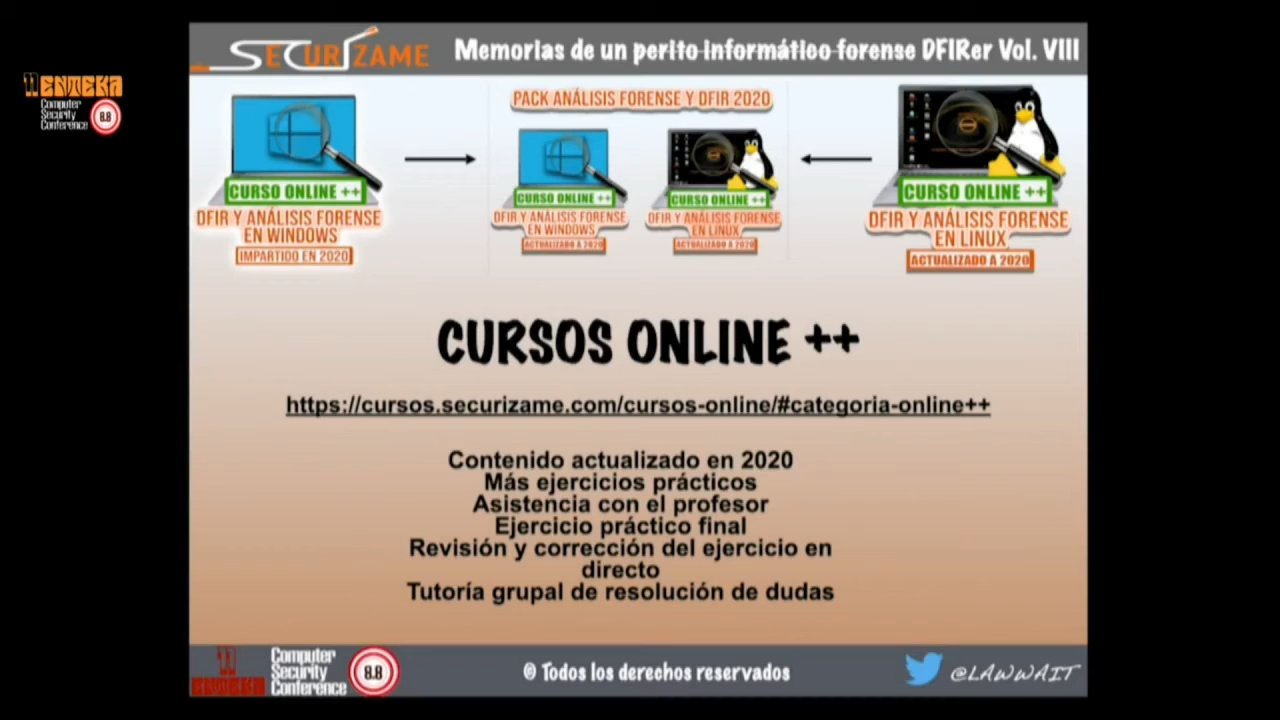 SECURÍZAME
Memorias de un perito informático forense DFIRer Vol. VIII
11ENTEKA
Computer
Security
Conference
8.8
CURSO ONLINE ++
DFIR Y ANÁLISIS FORENSE
EN WINDOWS
IMPARTIDO EN 2020
PACK ANÁLISIS FORENSE Y DFIR 2020
CURSO ONLINE ++
DFIR Y ANÁLISIS FORENSE
EN WINDOWS
ACTUALIZADO A 2020
CURSO ONLINE ++
DFIR Y ANÁLISIS FORENSE
EN LINUX
ACTUALIZADO A 2020
CURSO ONLINE ++
DFIR Y ANÁLISIS FORENSE
EN LINUX
ACTUALIZADO A 2020
CURSOS ONLINE ++
https://cursos.securizame.com/cursos-online/#categoria-online++
Contenido actualizado en 2020
Más ejercicios prácticos
Asistencia con el profesor
Ejercicio práctico final
Revisión y corrección del ejercicio en
directo
Tutoría grupal de resolución de dudas
11
ENTEKA
Computer
Security
Conference
8.8
© Todos los derechos reservados
@LAWWAIT